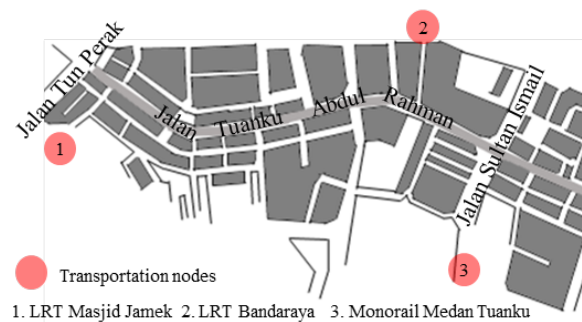 2
Jalan Tun Perak
Jalan Tuanku Abdul Rahman
Jalan Sultan Ismail
1
3
Transportation nodes
1. LRT Masjid Jamek 2. LRT Bandaraya 3. Monorail Medan Tuanku